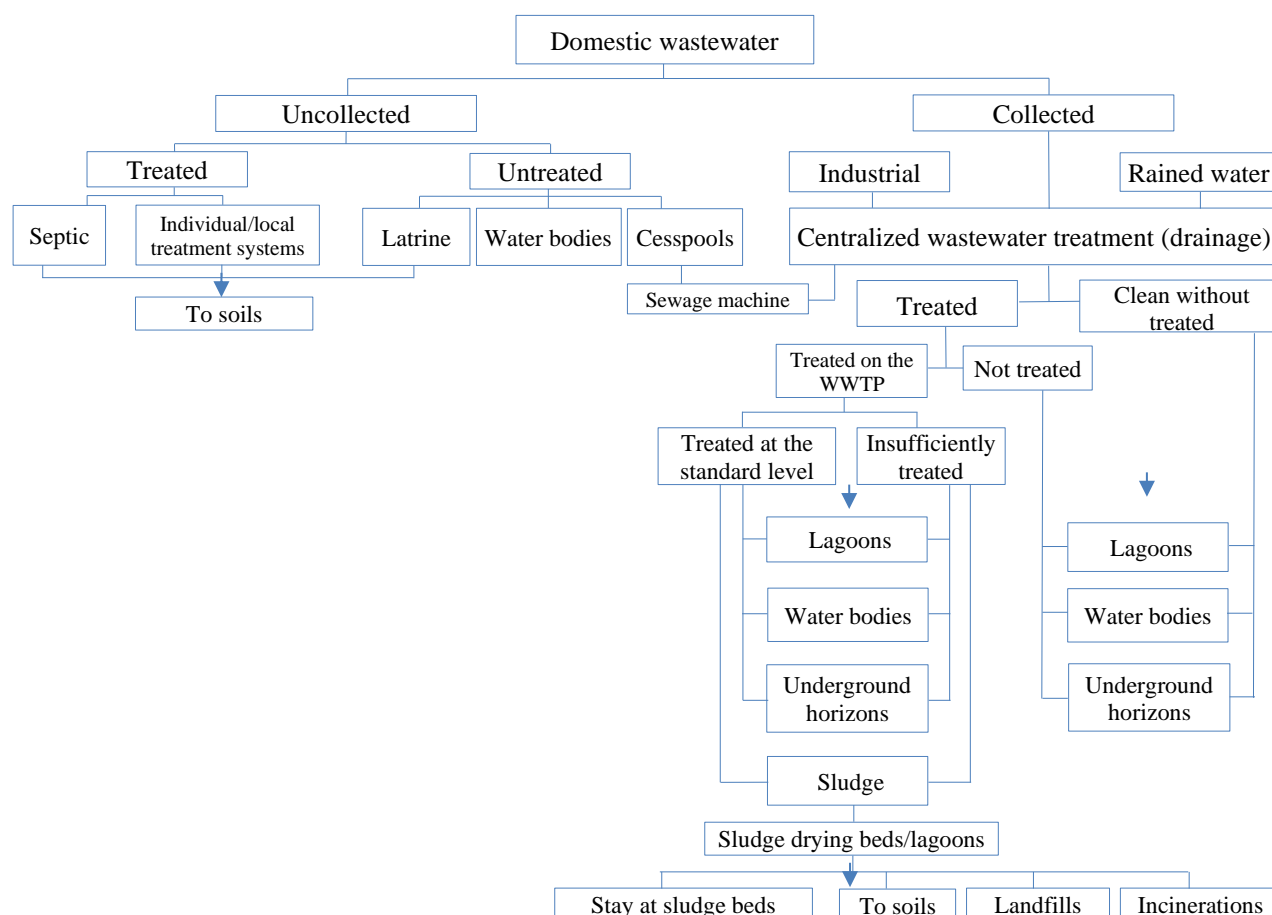 Domestic wastewater
Uncollected
Collected
Treated
Untreated
Industrial
Rained water
Septic
Individual/local
treatment systems
Latrine
Water bodies
Cesspools
Centralized wastewater treatment (drainage)
To soils
Sewage machine
Treated
Clean without
treated
Treated on the
WWTP
Not treated
Treated at the
standard level
Insufficiently
treated
Lagoons
Lagoons
Water bodies
Water bodies
Underground
horizons
Underground
horizons
Sludge
Sludge drying beds/lagoons
Stay at sludge beds
To soils
Landfills
Incinerations